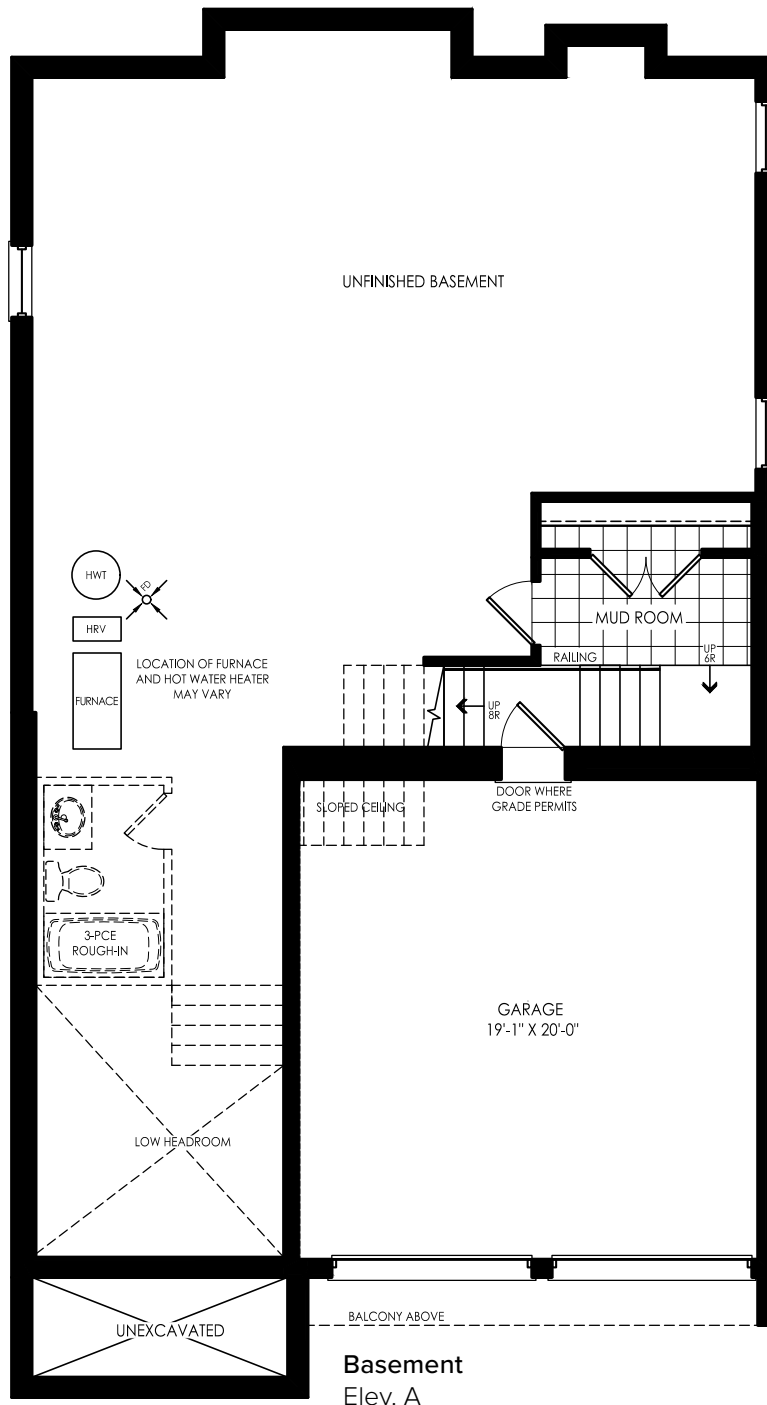 UNFINISHED BASEMENT
HWT
FD
HRV
MUD ROOM
LOCATION OF FURNACE
AND HOT WATER HEATER
MAY VARY
RAILING
UP
6R
FURNACE
UP
8R
SLOPED CEILING
DOOR WHERE
GRADE PERMITS
3-PCE
ROUGH-IN
GARAGE
19'-1" X 20'-0"
LOW HEADROOM
BALCONY ABOVE
UNEXCAVATED
Basement
Elev. A